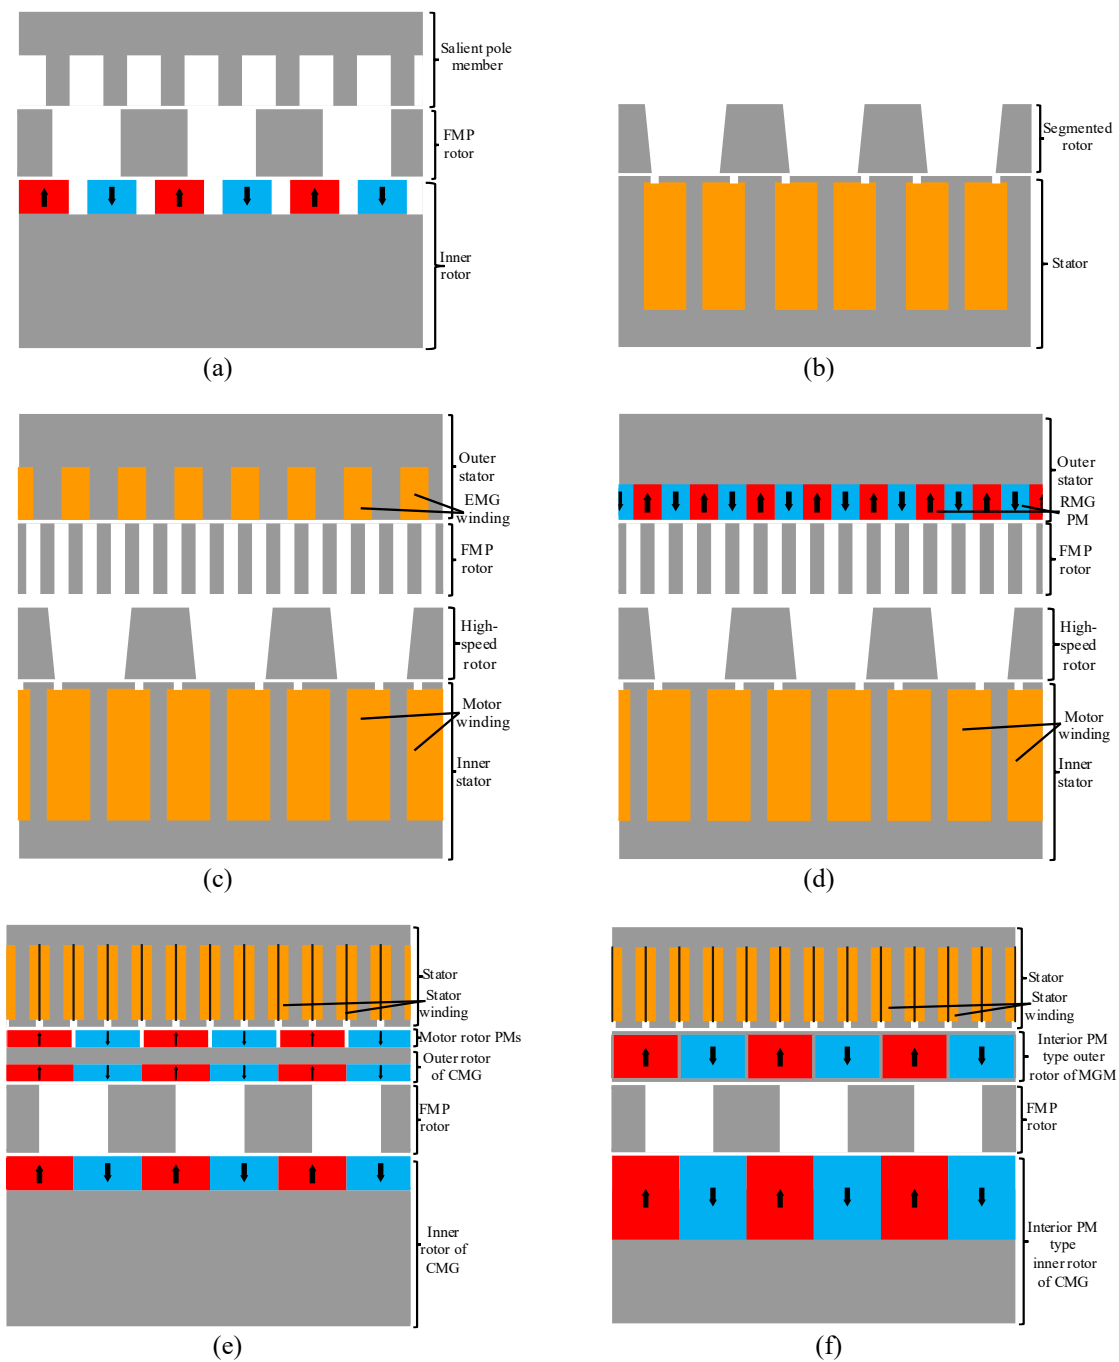 Salient pole
member
FMP
rotor
Inner
rotor
(a)
Segmented
rotor
Stator
(b)
Outer
stator
EMG
winding
FMP
rotor
High-
speed
rotor
Motor
winding
Inner
stator
(c)
Outer
stator
RMG
PM
FMP
rotor
High-
speed
rotor
Motor
winding
Inner
stator
(d)
Stator
Stator
winding
Motor rotor PMs
Outer rotor
of CMG
FMP
rotor
Inner
rotor of
CMG
(e)
Stator
Stator
winding
Interior PM
type outer
rotor of MGM
FMP
rotor
Interior PM
type
inner rotor
of CMG
(f)